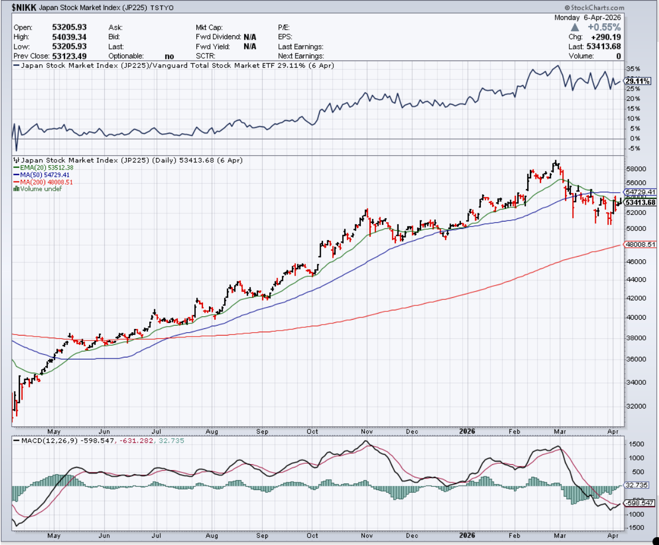 $NIKK Japan Stock Market Index (JP225) TSTYO
© StockCharts.com
Monday 6-Apr-2026
Open: 53205.93 Ask: Mkt Cap: P/E: +0.55%
High: 54039.34 Bid: Fwd Dividend: N/A EPS: Chg: +290.19
Low: 53205.93 Last: Fwd Yield: N/A Last Earnings: Last: 53413.68
Prev Close: 53123.49 Optionable: no SCTR: Next Earnings: Volume: 0
Japan Stock Market Index (JP225)/Vanguard Total Stock Market ETF 29.11% (6 Apr)
35%
29.11%
25%
20%
15%
10%
5%
0%
-5%
Japan Stock Market Index (JP225) (Daily) 53413.68 (6 Apr)
EMA(20) 53512.38
MA(50) 54729.41
MA(200) 48008.51
Volume undef
58000
56000
54729.41
53413.68
52000
50000
48008.51
46000
44000
42000
40000
38000
36000
34000
32000
May Jun Jul Aug Sep Oct Nov Dec 2026 Feb Mar Apr
MACD(12,26,9) -598.547, -631.282, 32.735
1500
1000
500
32.735
-598.547
-1000
-1500
May Jun Jul Aug Sep Oct Nov Dec 2026 Feb Mar Apr